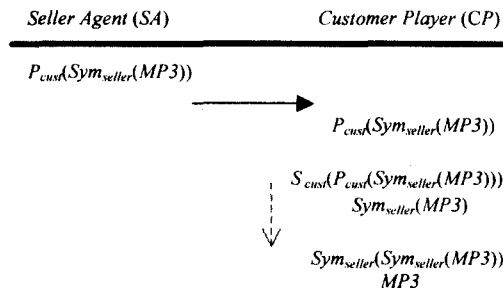 Seller Agent (SA) Customer Player (CP)
P_cust(Sym_seller(MP3))
P_cust(Sym_seller(MP3))
S_cust(P_cust(Sym_seller(MP3)))
Sym_seller(MP3)
Sym_seller(Sym_seller(MP3))
MP3